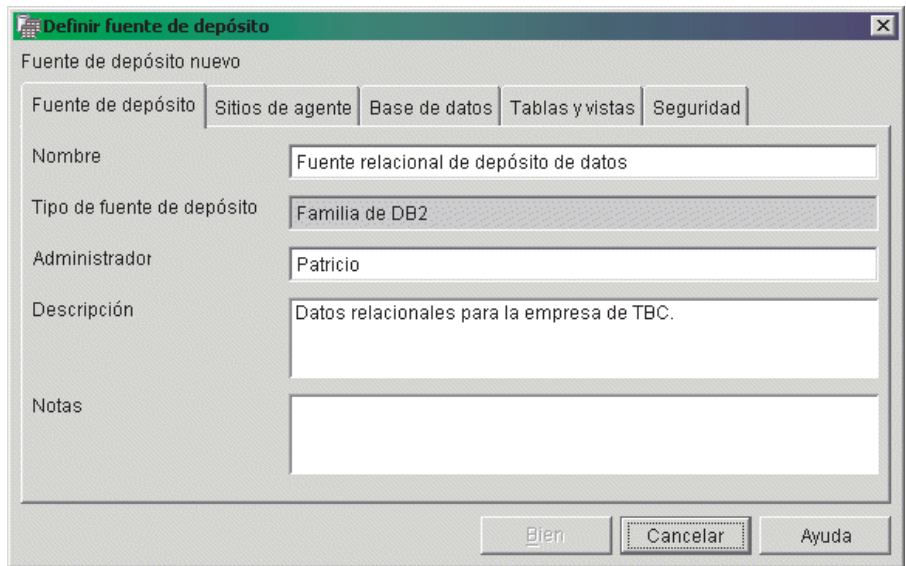 Definir fuente de depósito
Fuente de depósito nuevo
Fuente de depósito Sitios de agente Base de datos Tablas y vistas Seguridad
Nombre Fuente relacional de depósito de datos
Tipo de fuente de depósito Familia de DB2
Administrador Patricio
Descripción Datos relacionales para la empresa de TBC.
Notas
Bien Cancelar Ayuda